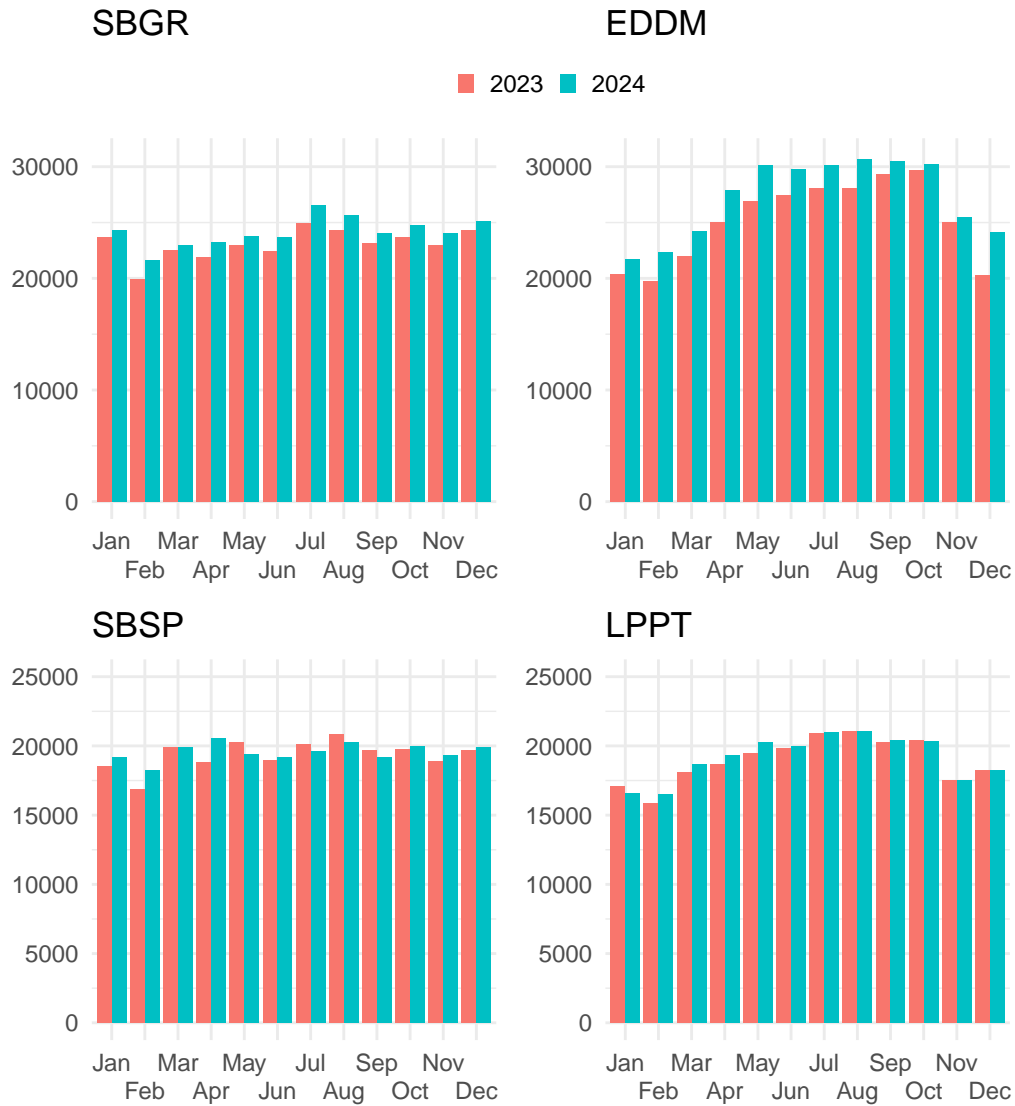 SBGR
EDDM
2023 2024
30000
20000
10000
0
Jan Mar May Jul Sep Nov
Feb Apr Jun Aug Oct Dec
30000
20000
10000
0
Jan Mar May Jul Sep Nov
Feb Apr Jun Aug Oct Dec
SBSP
25000
20000
15000
10000
5000
0
Jan Mar May Jul Sep Nov
Feb Apr Jun Aug Oct Dec
LPPT
25000
20000
15000
10000
5000
0
Jan Mar May Jul Sep Nov
Feb Apr Jun Aug Oct Dec